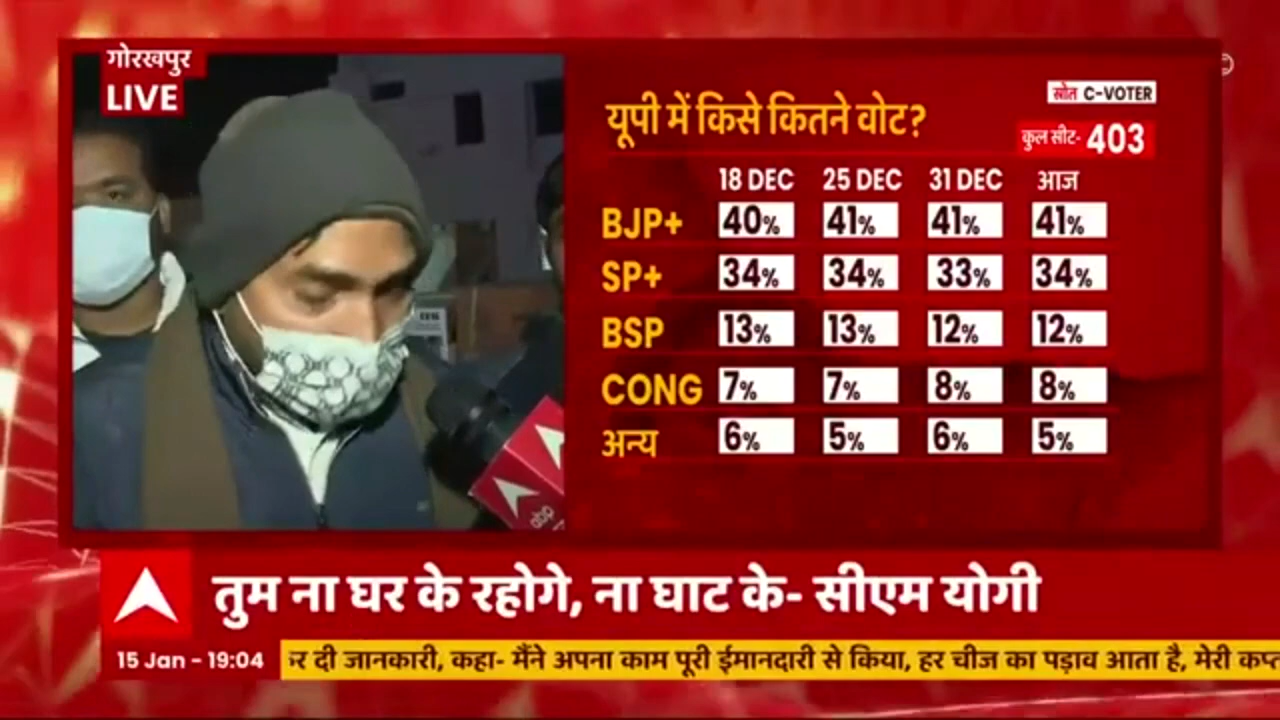 गोरखपुर
LIVE
स्रोत C-VOTER
यूपी में किसे कितने वोट?
कुल सीट- 403
18 DEC 25 DEC 31 DEC आज
BJP+ 40% 41% 41% 41%
SP+ 34% 34% 33% 34%
BSP 13% 13% 12% 12%
CONG 7% 7% 8% 8%
अन्य 6% 5% 6% 5%
abp
तुम ना घर के रहोगे, ना घाट के- सीएम योगी
15 Jan - 19:04
दी जानकारी, कहा- मैंने अपना काम पूरी ईमानदारी से किया, हर चीज का पड़ाव आता है, मेरी